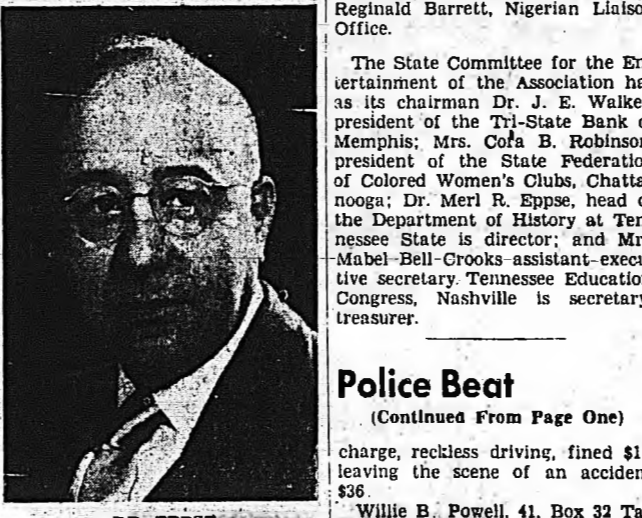 Reginald Barrett, Nigerian Liaiso
Office.
The State Committee for the En
tertainment of the Association ha
as its chairman Dr. J. E. Walke
president of the Tri-State Bank o
Memphis; Mrs. Cora B. Robinson
president of the State Federatio
of Colored Women's Clubs, Chatta
nooga; Dr. Merl R. Eppse, head o
the Department of History at Ten
nessee State is director; and Mr
Mabel Bell Crooks assistant execu
tive secretary Tennessee Educatio
Congress, Nashville is secretary
treasurer.
Police Beat
(Continued From Page One)
charge, reckless driving, fined $1
leaving the scene of an acciden
$36.
Willie B. Powell, 41, Box 32 Ta